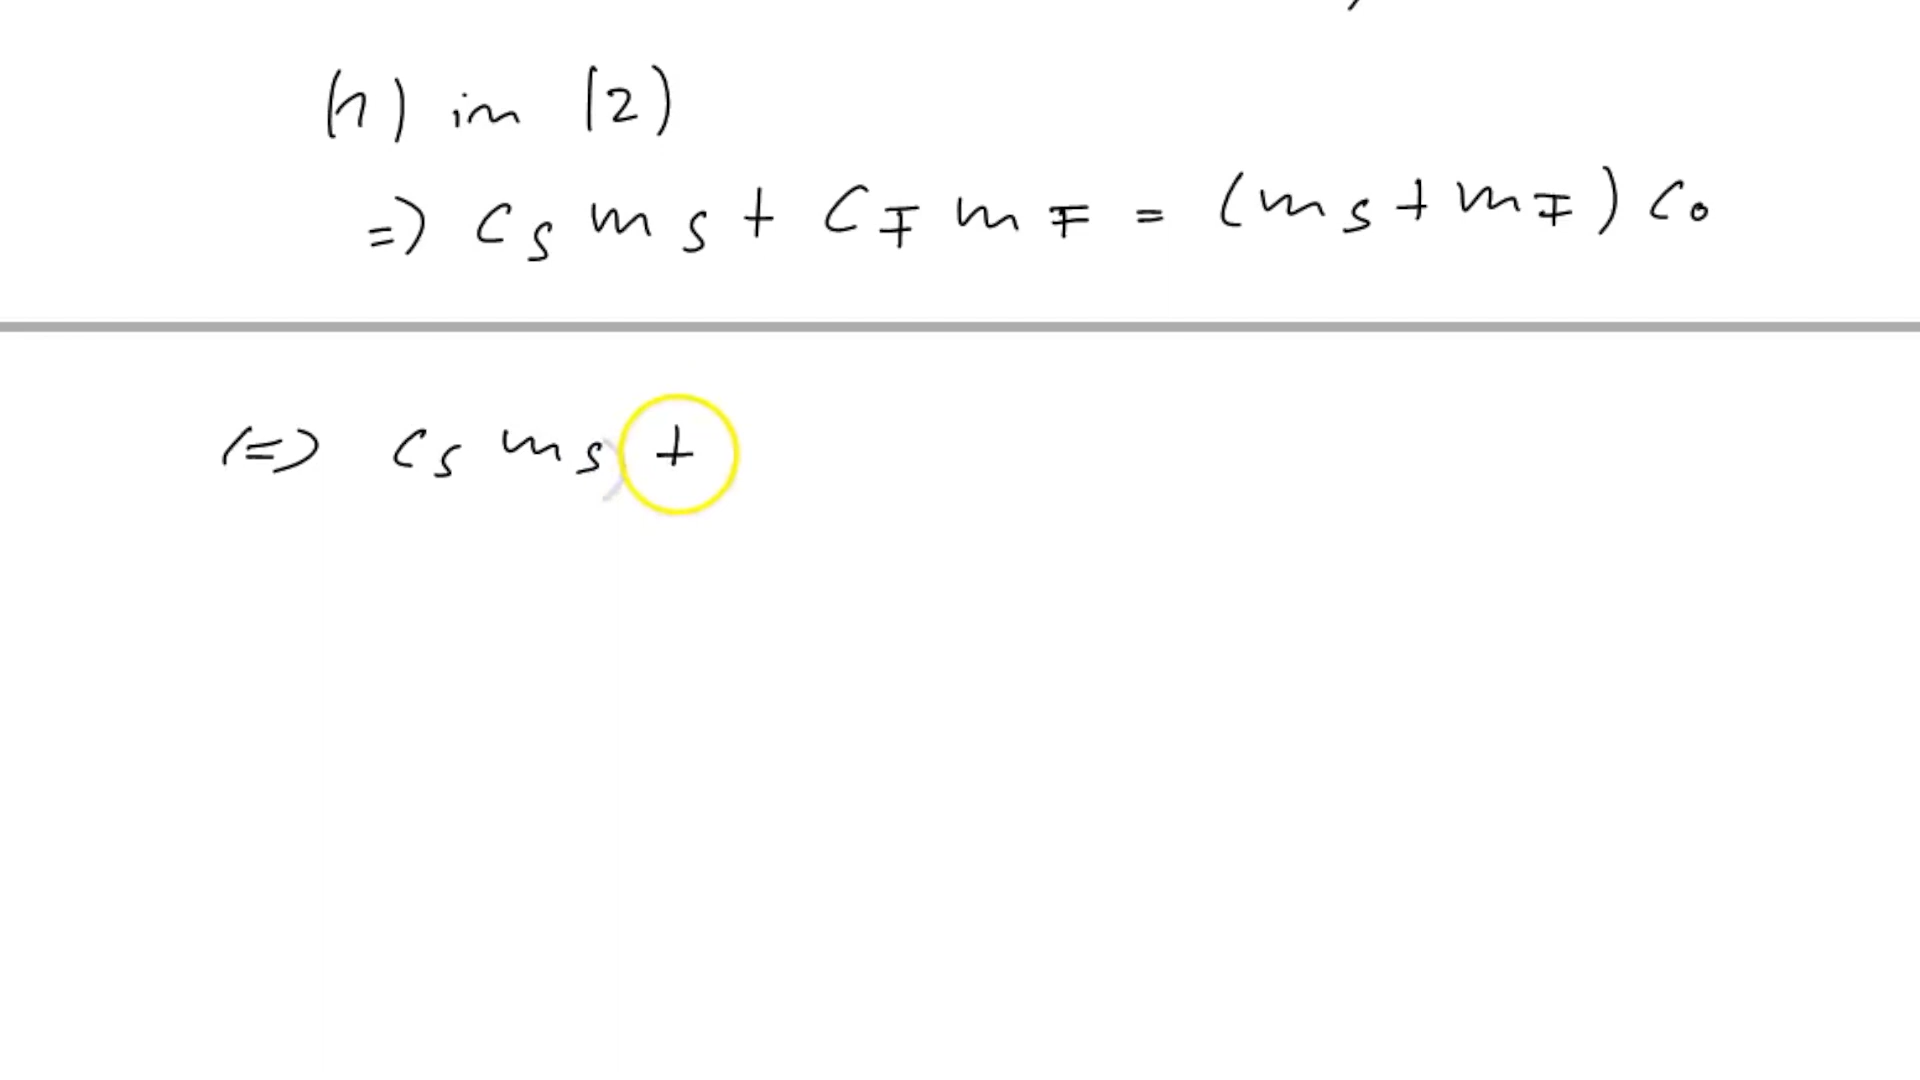 (1) in (2)
=> c_S m_S + c_F m_F = (m_S + m_F) c_0
<=> c_S m_S +